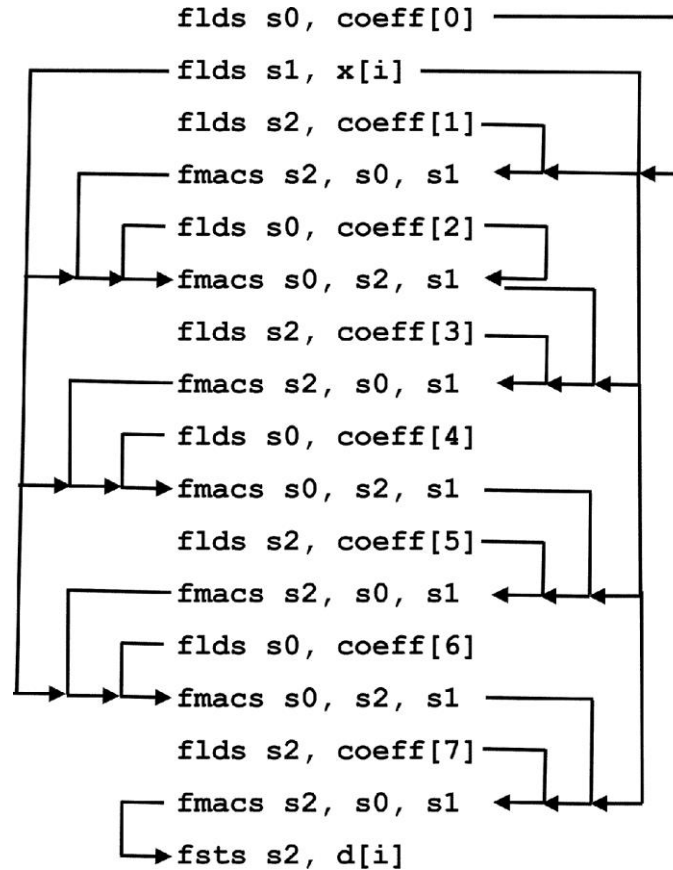 flds s0, coeff[0]
flds s1, x[i]
flds s2, coeff[1]
fmacs s2, s0, s1
flds s0, coeff[2]
fmacs s0, s2, s1
flds s2, coeff[3]
fmacs s2, s0, s1
flds s0, coeff[4]
fmacs s0, s2, s1
flds s2, coeff[5]
fmacs s2, s0, s1
flds s0, coeff[6]
fmacs s0, s2, s1
flds s2, coeff[7]
fmacs s2, s0, s1
fsts s2, d[i]